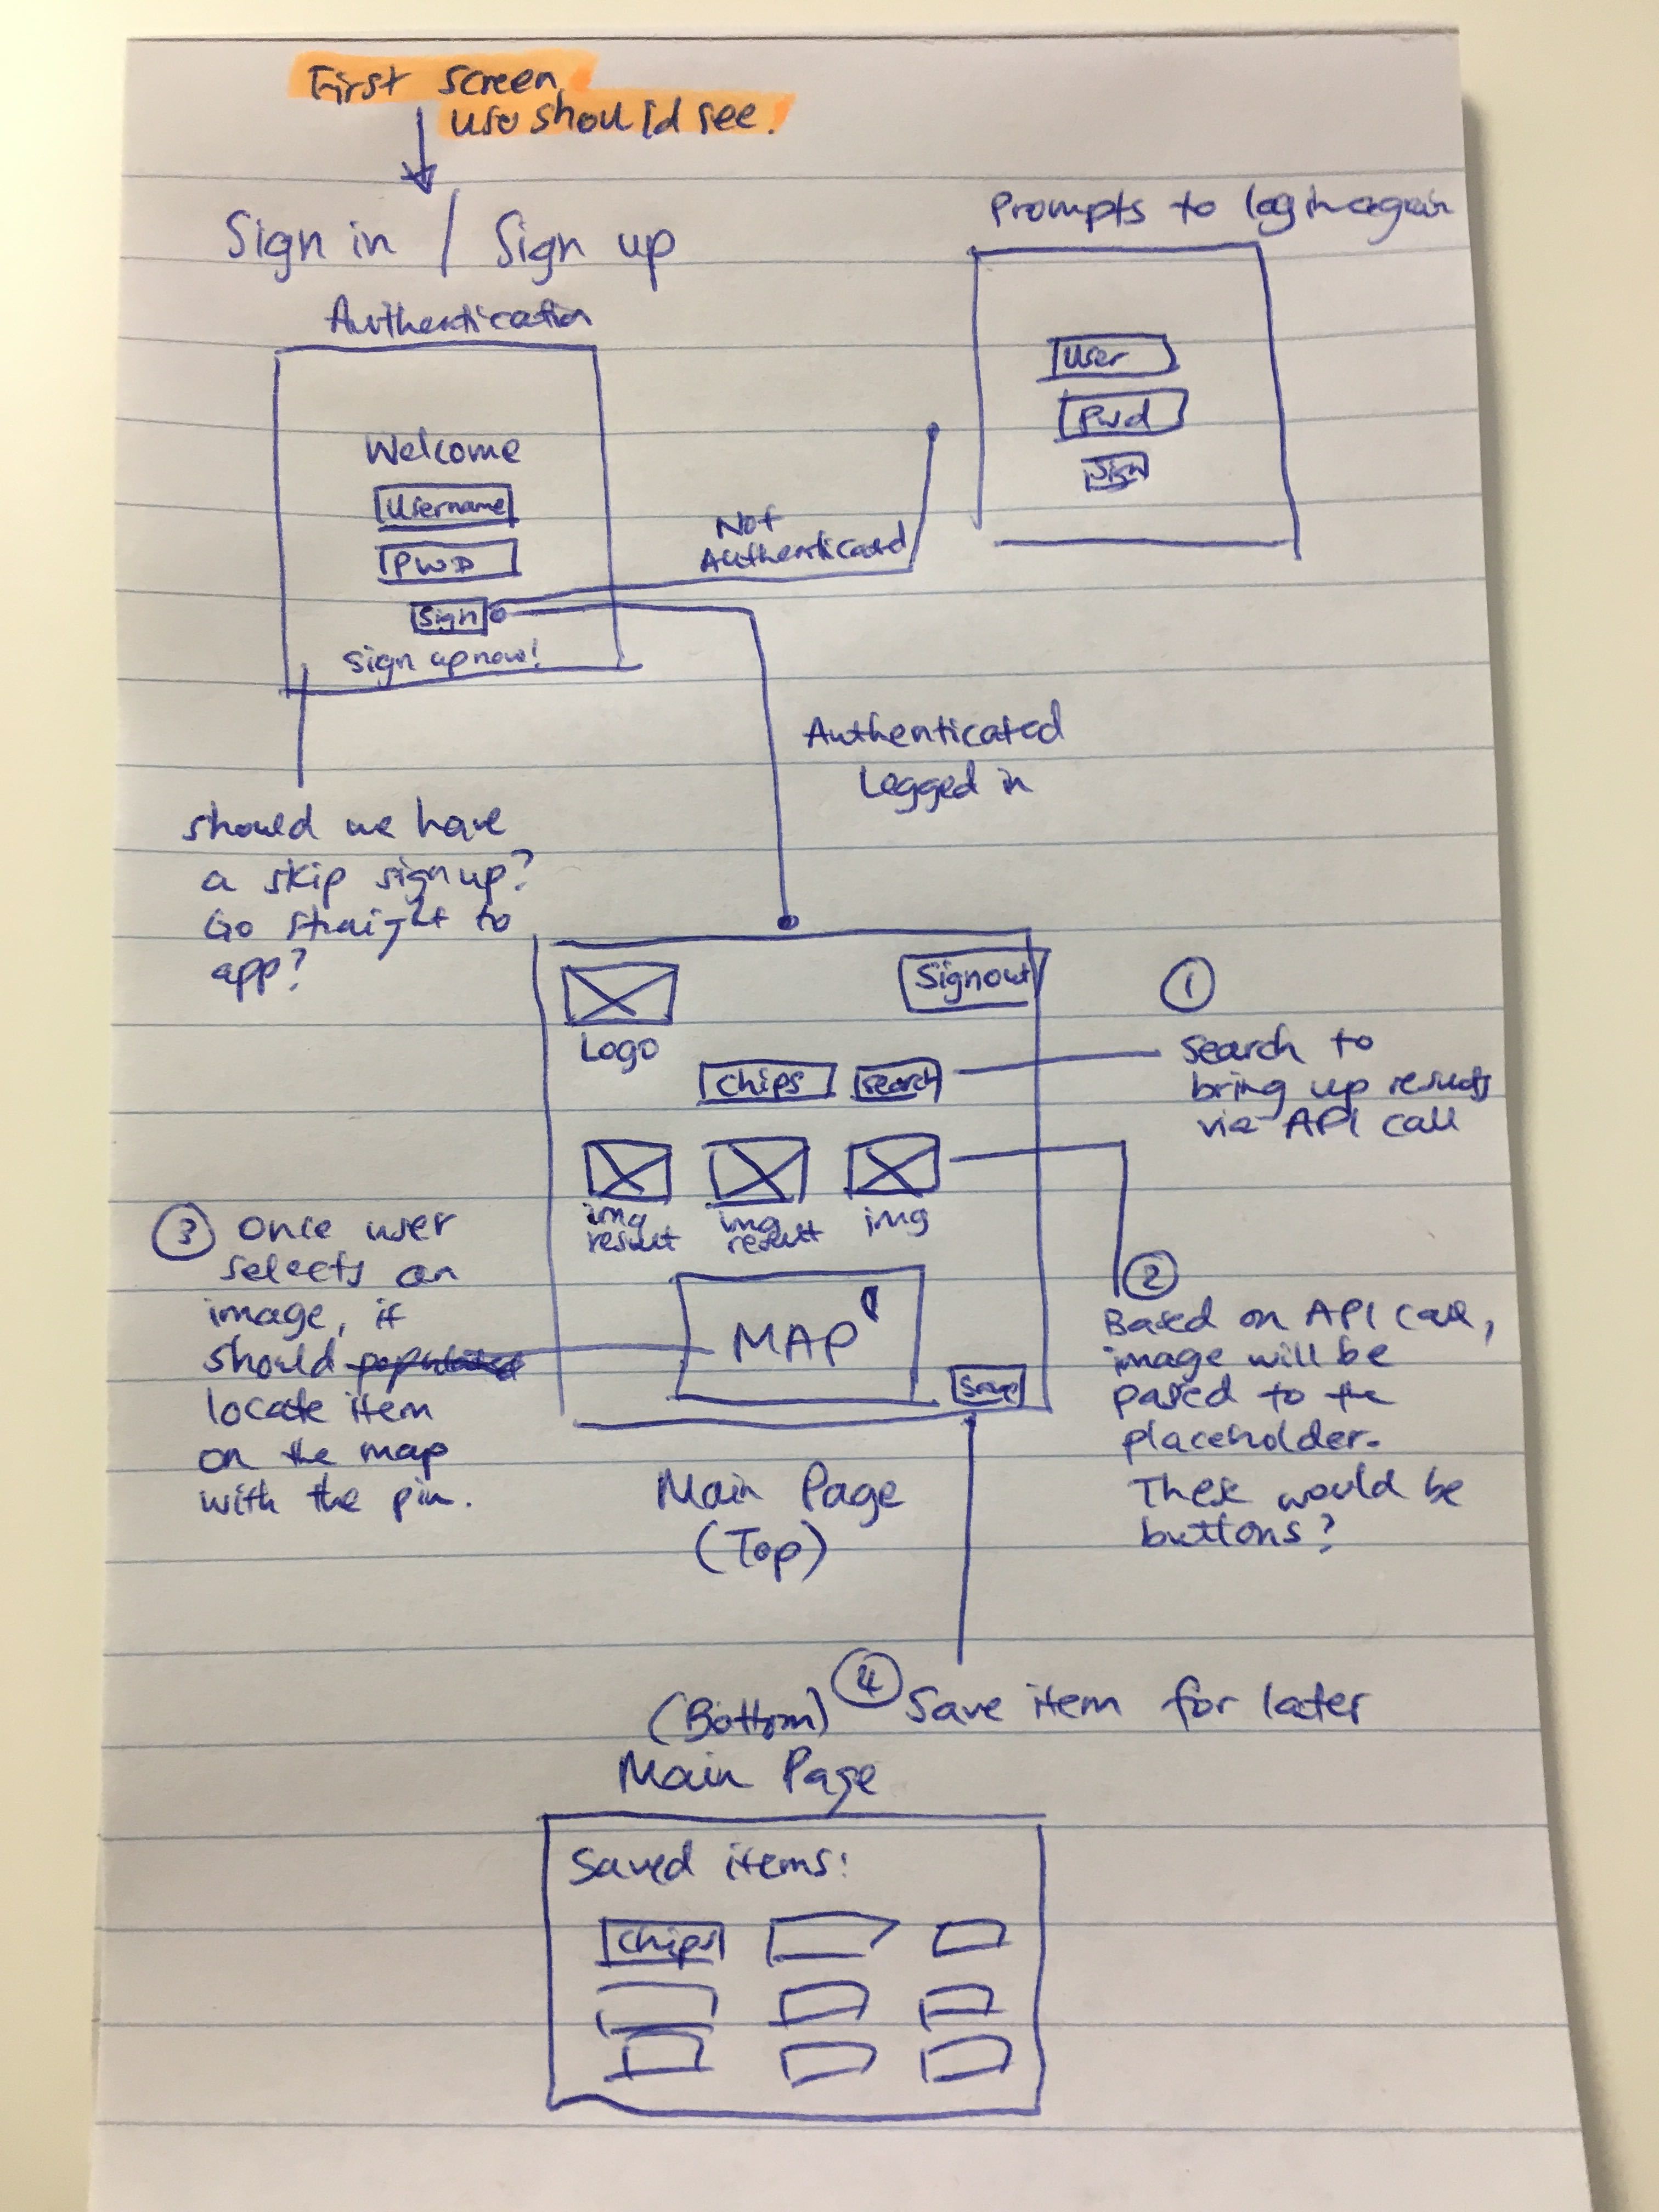 First screen
user should see!
Sign in / Sign up
Authentication
Welcome
Username
PWD
Sign
Sign up now!
Prompts to login again
User
Pwd
Sign
Not
Authenticated
Authenticated
Logged in
should we have
a skip sign up?
Go straight to
app?
Signout
Logo
Chips
Search
img
result
img
result
img
MAP
Save
Main Page
(Top)
1
Search to
bring up results
via API call
2
Based on API call,
image will be
parsed to the
placeholder.
These would be
buttons?
3 Once user
selects an
image, it
should
locate item
on the map
with the pin.
4 Save item for later
(Bottom)
Main Page
Saved items:
Chips